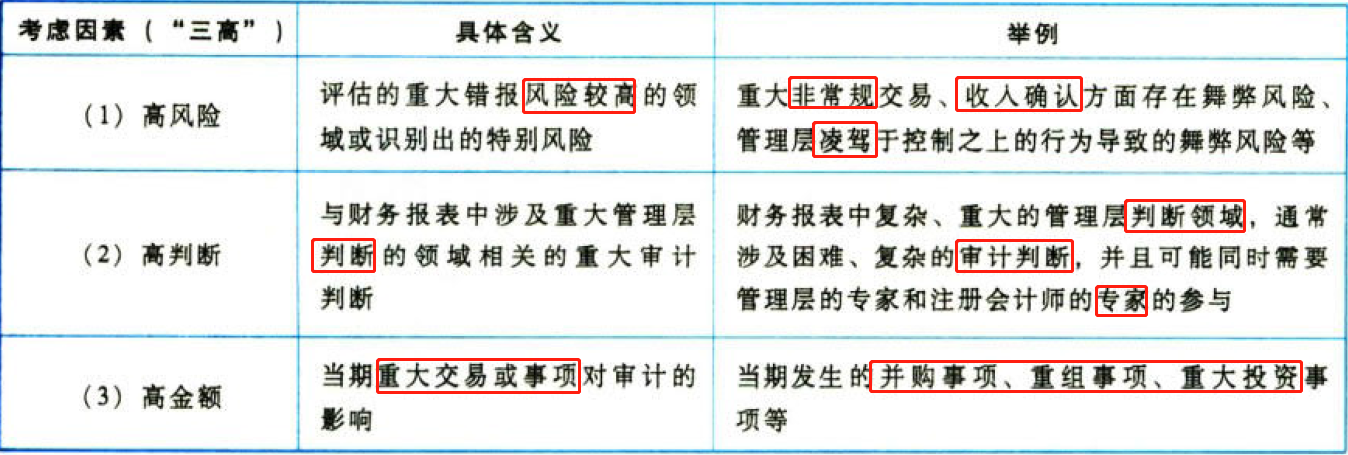 考虑因素（“三高”）
具体含义
举例
（1）高风险
评估的重大错报风险较高的领
域或识别出的特别风险
重大非常规交易、收入确认方面存在舞弊风险、
管理层凌驾于控制之上的行为导致的舞弊风险等
（2）高判断
与财务报表中涉及重大管理层
判断的领域相关的重大审计
判断
财务报表中复杂、重大的管理层判断领域，通常
涉及困难、复杂的审计判断，并且可能同时需要
管理层的专家和注册会计师的专家的参与
（3）高金额
当期重大交易或事项对审计的
影响
当期发生的并购事项、重组事项、重大投资事
项等